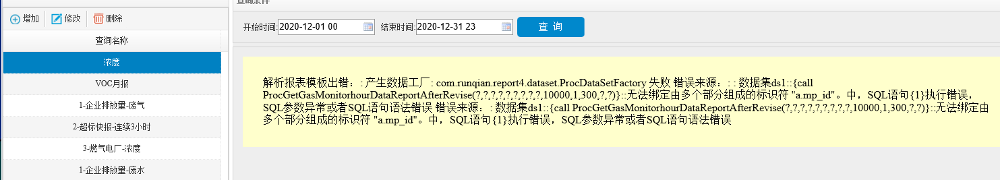 查询条件
增加 修改 删除
开始时间: 2020-12-01 00 结束时间: 2020-12-31 23 查 询
查询名称
浓度
VOC月报
1-企业排放量-废气
2-超标快报-连续3小时
3-燃气电厂-浓度
1-企业排放量-废水
解析报表模板出错：: 产生数据工厂: com.runqian.report4.dataset.ProcDataSetFactory 失败 错误来源：: : 数据集ds1::{call
ProcGetGasMonitorhourDataReportAfterRevise(?,?,?,?,?,?,?,?,?,10000,1,300,?,?)}::无法绑定由多个部分组成的标识符 "a.mp_id"。中，SQL语句{1}执行错误，
SQL参数异常或者SQL语句语法错误 错误来源：: 数据集ds1::{call ProcGetGasMonitorhourDataReportAfterRevise(?,?,?,?,?,?,?,?,?,10000,1,300,?,?)}::无法绑定由
多个部分组成的标识符 "a.mp_id"。中，SQL语句{1}执行错误，SQL参数异常或者SQL语句语法错误